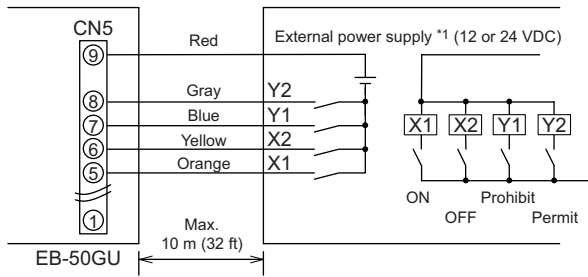 CN5
9
Red
External power supply *1 (12 or 24 VDC)
8
Gray
Y2
7
Blue
Y1
6
Yellow
X2
5
Orange
X1
1
X1 X2 Y1 Y2
ON
Prohibit
OFF
Permit
Max.
10 m (32 ft)
EB-50GU